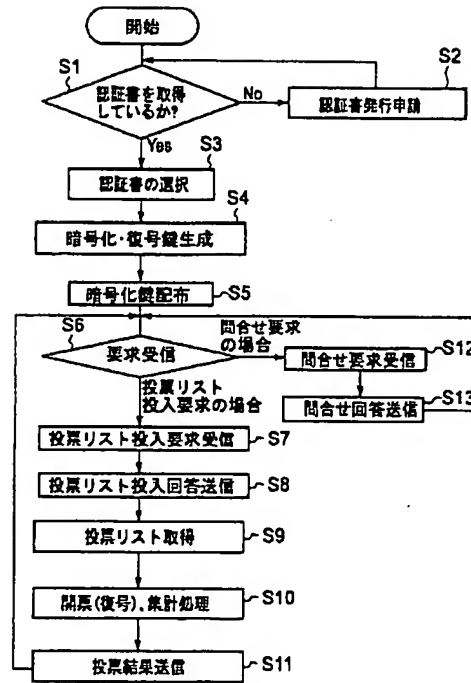 開始
S1
S2
認証書を取得
しているか?
No
認証書発行申請
Yes
S3
認証書の選択
S4
暗号化・復号鍵生成
暗号化鍵配布
S5
S6
要求受信
問合せ要求
の場合
S12
問合せ要求受信
S13
問合せ回答送信
投票リスト
投入要求の場合
投票リスト投入要求受信
S7
投票リスト投入回答送信
S8
投票リスト取得
S9
開票(復号)、集計処理
S10
投票結果送信
S11